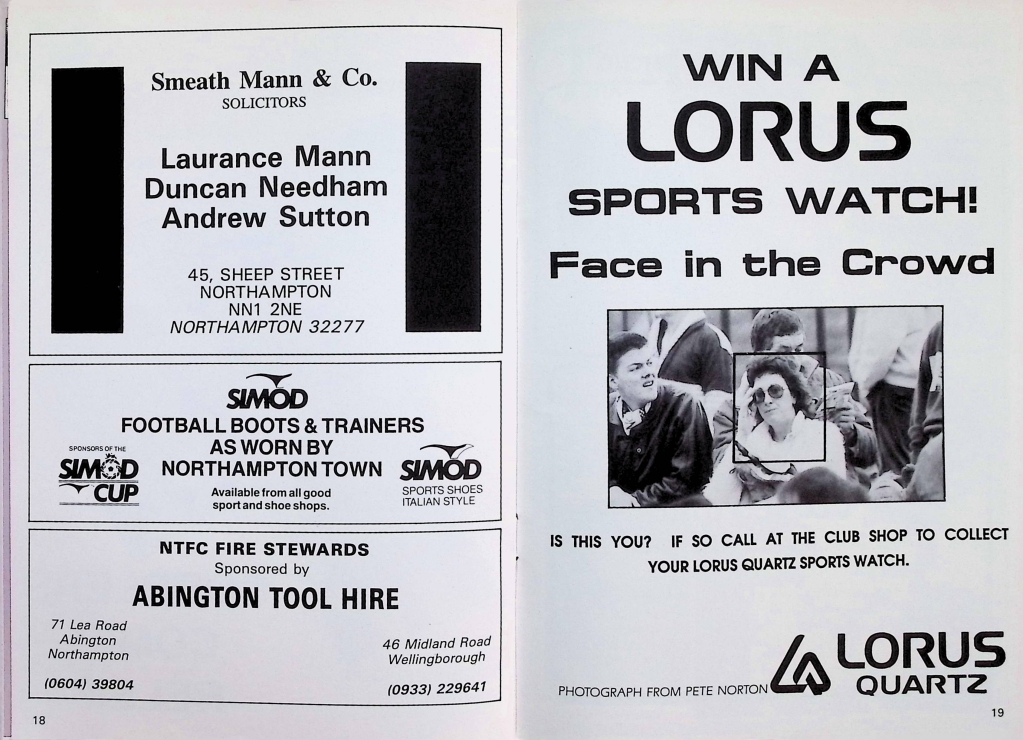 Smeath Mann & Co.
SOLICITORS
Laurance Mann
Duncan Needham
Andrew Sutton
45, SHEEP STREET
NORTHAMPTON
NN1 2NE
NORTHAMPTON 32277
SIMOD
FOOTBALL BOOTS & TRAINERS
AS WORN BY
NORTHAMPTON TOWN
Available from all good
sport and shoe shops.
SPONSORS OF THE
SIMOD
CUP
SIMOD
SPORTS SHOES
ITALIAN STYLE
NTFC FIRE STEWARDS
Sponsored by
ABINGTON TOOL HIRE
71 Lea Road
Abington
Northampton
(0604) 39804
46 Midland Road
Wellingborough
(0933) 229641
18
WIN A
LORUS
SPORTS WATCH!
Face in the Crowd
IS THIS YOU? IF SO CALL AT THE CLUB SHOP TO COLLECT
YOUR LORUS QUARTZ SPORTS WATCH.
PHOTOGRAPH FROM PETE NORTON
LORUS
QUARTZ
19